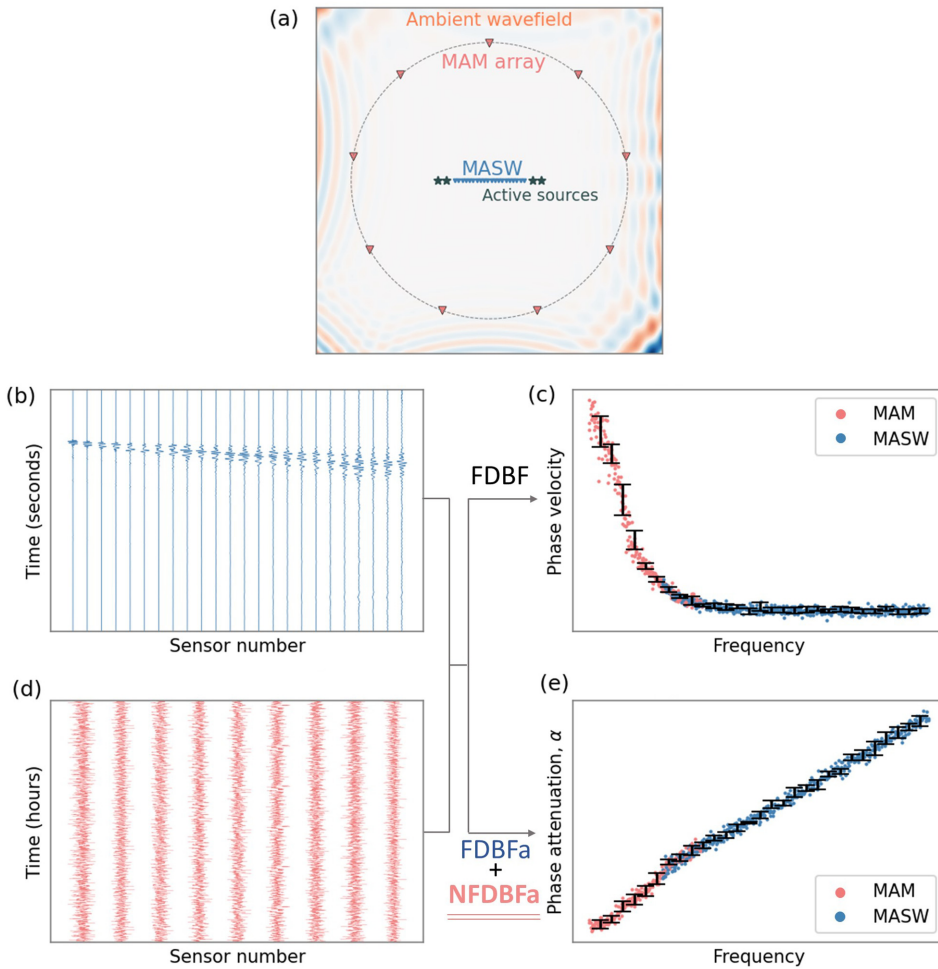 (a)
Ambient wavefield
MAM array
MASW
Active sources
(b)
Time (seconds)
Sensor number
FDBF
(c)
Phase velocity
MAM
MASW
Frequency
(d)
Time (hours)
Sensor number
FDBFa
+
NFDBFa
(e)
Phase attenuation, α
MAM
MASW
Frequency